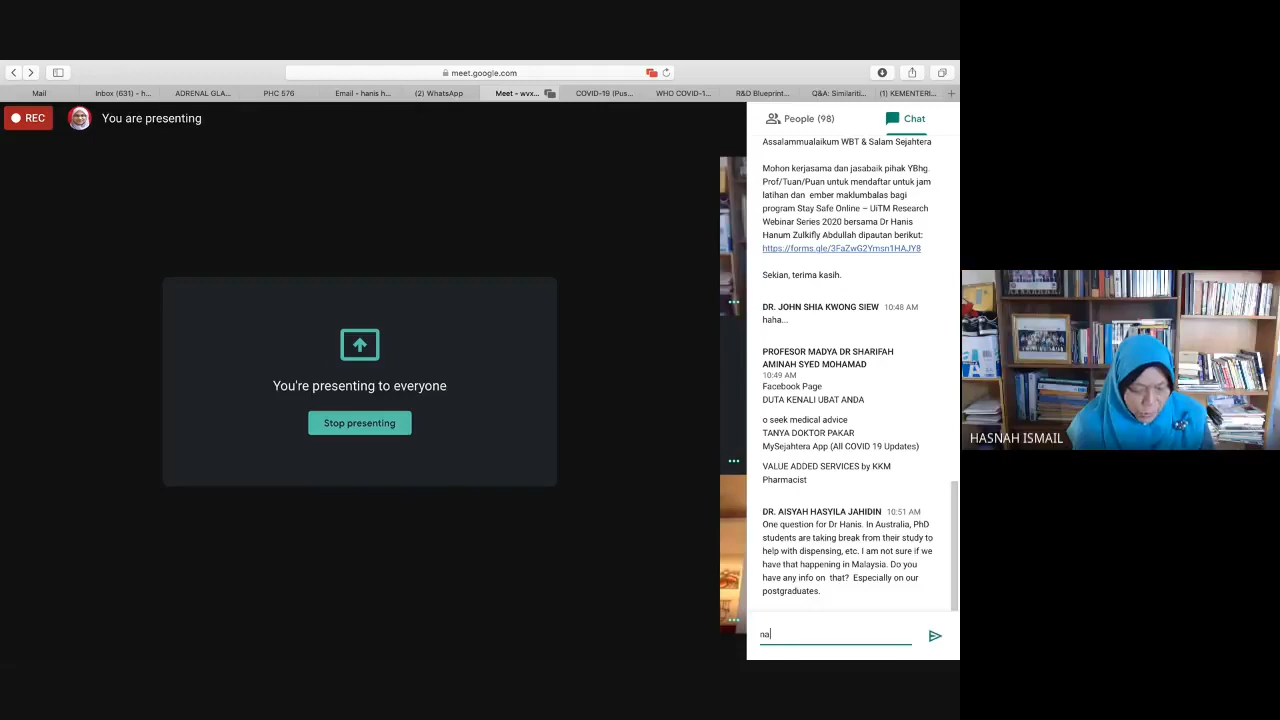 meet.google.com
Mail
Inbox (631) – h...
ADRENAL GLA...
PHC 576
Email – hanis h...
(2) WhatsApp
Meet – wvx...
COVID-19 (Pus...
WHO COVID-1...
R&D Blueprint...
Q&A: Similariti...
(1) KEMENTERI...
REC
You are presenting
You're presenting to everyone
Stop presenting
People (98)
Chat
Assalammualaikum WBT & Salam Sejahtera
Mohon kerjasama dan jasabaik pihak YBhg.
Prof/Tuan/Puan untuk mendaftar untuk jam
latihan dan ember maklumbalas bagi
program Stay Safe Online – UiTM Research
Webinar Series 2020 bersama Dr Hanis
Hanum Zulkifly Abdullah dipautan berikut:
https://forms.gle/3FaZwG2Ymsn1HAJY8
Sekian, terima kasih.
DR. JOHN SHIA KWONG SIEW 10:48 AM
haha...
PROFESOR MADYA DR SHARIFAH
AMINAH SYED MOHAMAD
10:49 AM
Facebook Page
DUTA KENALI UBAT ANDA
o seek medical advice
TANYA DOKTOR PAKAR
MySejahtera App (All COVID 19 Updates)
VALUE ADDED SERVICES by KKM
Pharmacist
DR. AISYAH HASYILA JAHIDIN 10:51 AM
One question for Dr Hanis. In Australia, PhD
students are taking break from their study to
help with dispensing, etc. I am not sure if we
have that happening in Malaysia. Do you
have any info on that? Especially on our
postgraduates.
na
HASNAH ISMAIL